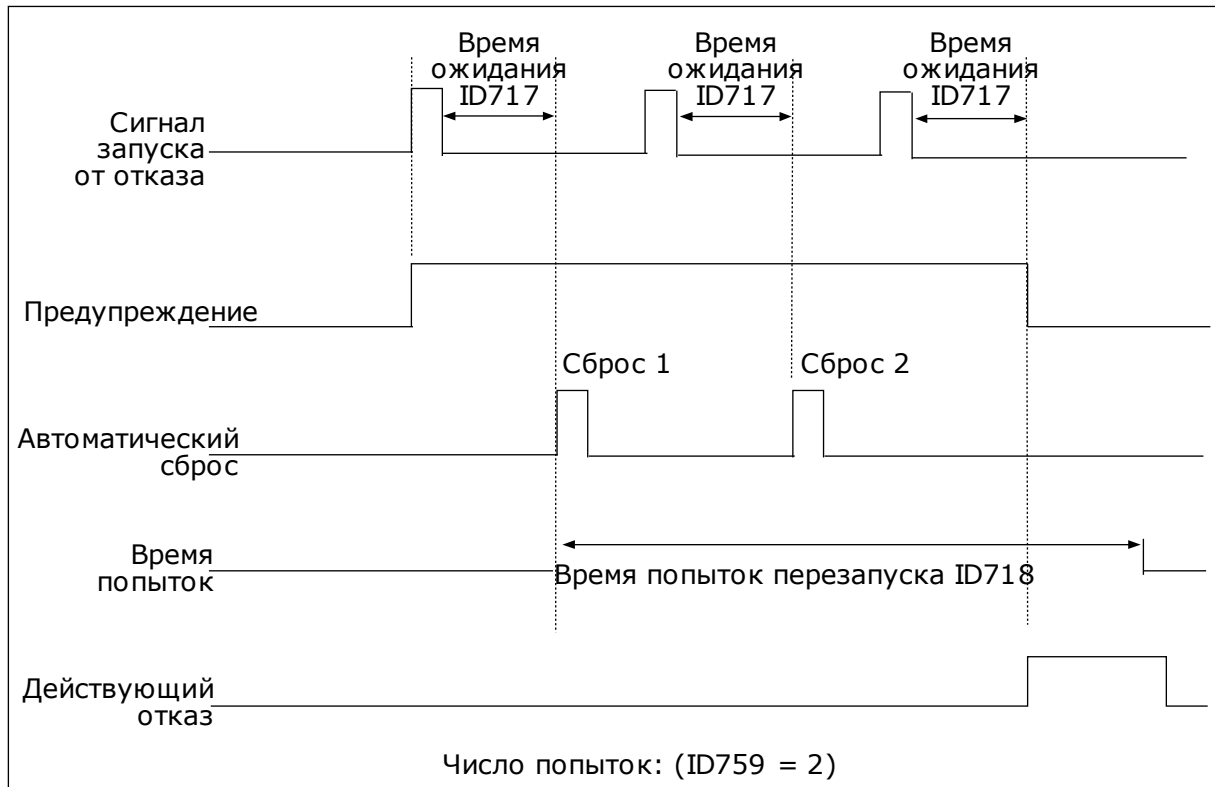 Время
ожидания
ID717
Время
ожидания
ID717
Время
ожидания
ID717
Сигнал
запуска
от отказа
Предупреждение
Сброс 1
Сброс 2
Автоматический
сброс
Время
попыток
Время попыток перезапуска ID718
Действующий
отказ
Число попыток: (ID759 = 2)